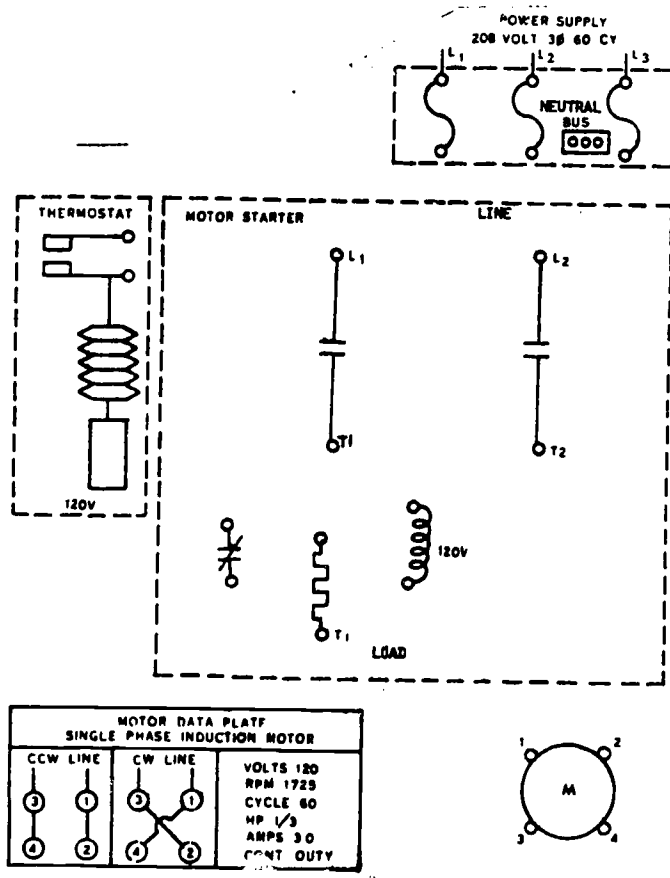 POWER SUPPLY
208 VOLT 3Ø 60 CY
L1 L2 L3
NEUTRAL
BUS
THERMOSTAT
MOTOR STARTER
LINE
L1 L2
T1 T2
120V
120V
T1
LOAD
MOTOR DATA PLATE
SINGLE PHASE INDUCTION MOTOR
CCW LINE
CW LINE
3 1
3 1
4 2
4 2
VOLTS 120
RPM 1725
CYCLE 60
HP 1/3
AMPS 3.0
CONT DUTY
1 2
M
3 4